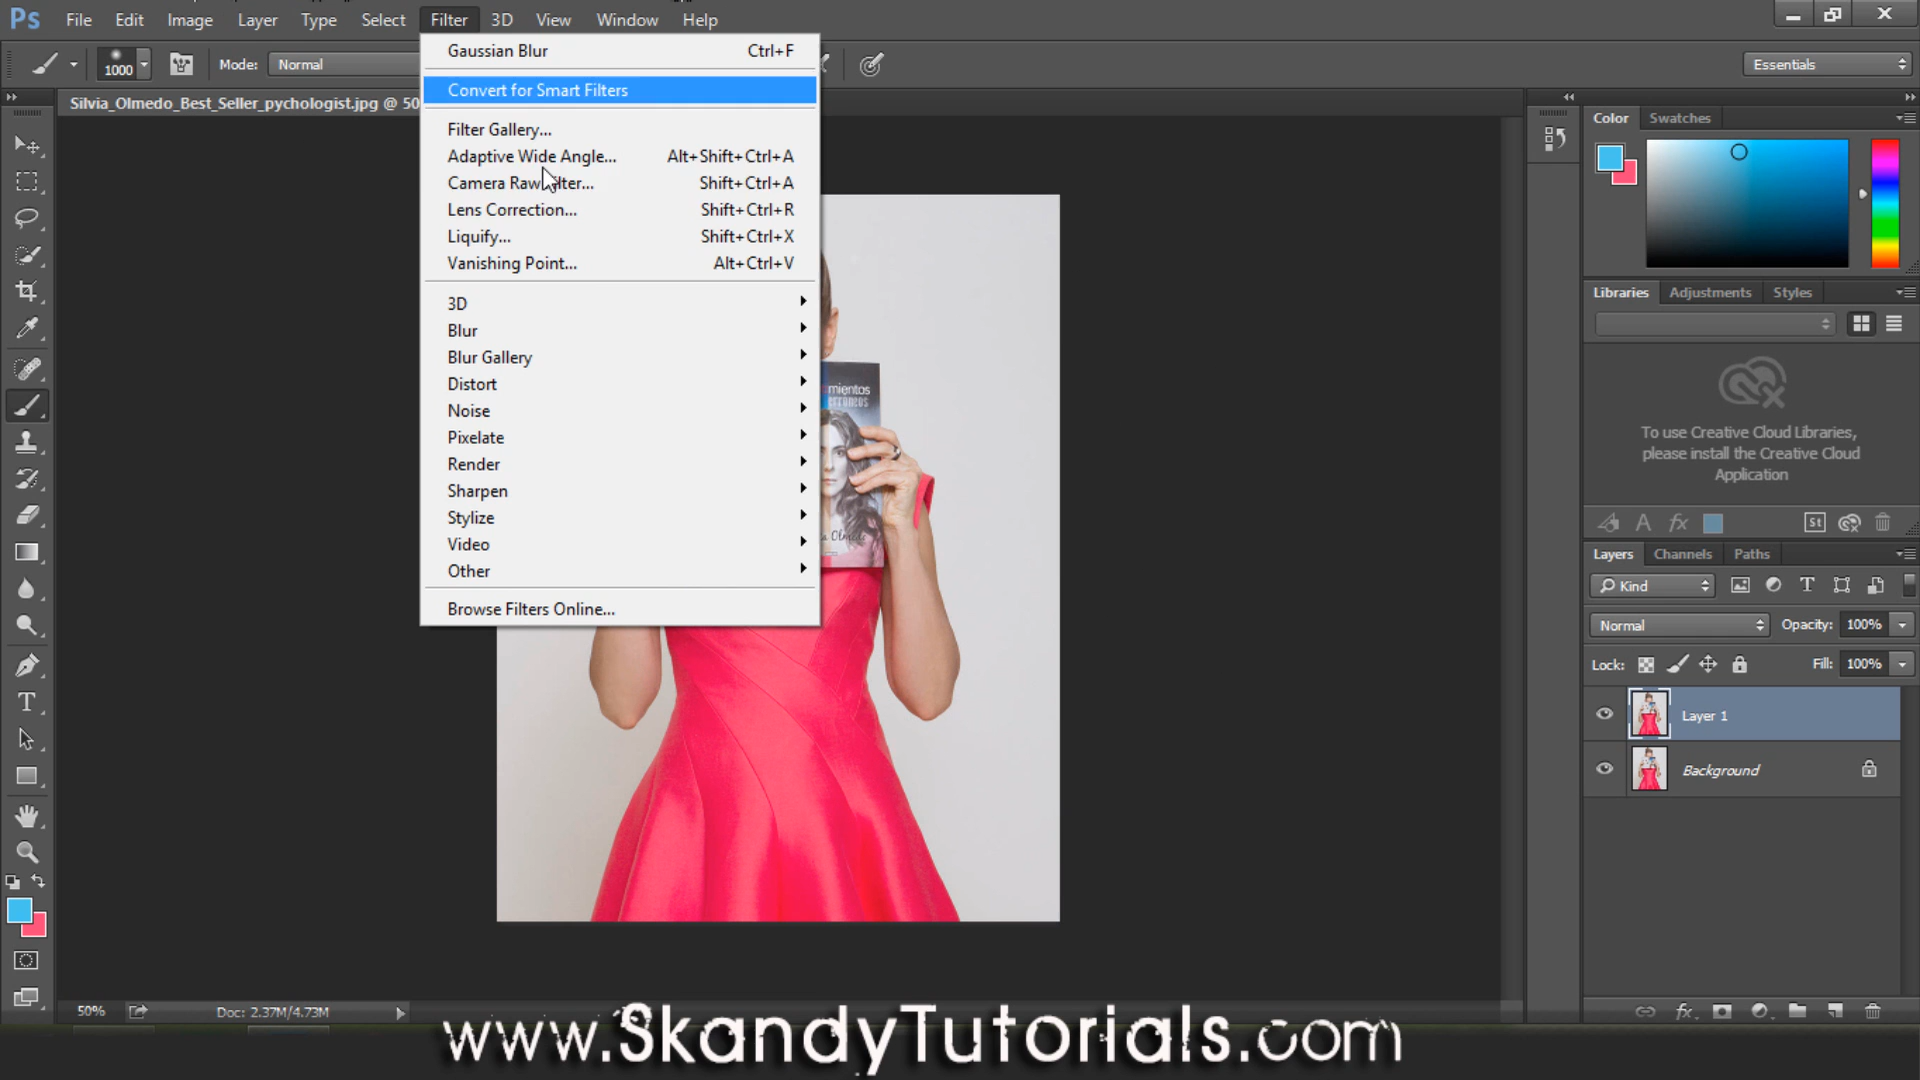 Ps File Edit Image Layer Type Select Filter 3D View Window Help
1000 Mode: Normal Essentials
Silvia_Olmedo_Best_Seller_pychologist.jpg @ 50
Gaussian Blur Ctrl+F
Convert for Smart Filters
Filter Gallery...
Adaptive Wide Angle... Alt+Shift+Ctrl+A
Camera Raw Filter... Shift+Ctrl+A
Lens Correction... Shift+Ctrl+R
Liquify... Shift+Ctrl+X
Vanishing Point... Alt+Ctrl+V
3D
Blur
Blur Gallery
Distort
Noise
Pixelate
Render
Sharpen
Stylize
Video
Other
Browse Filters Online...
mientos
erróneos
Color Swatches
Libraries Adjustments Styles
To use Creative Cloud Libraries,
please install the Creative Cloud
Application
St
Layers Channels Paths
Kind
Normal Opacity: 100%
Lock: Fill: 100%
Layer 1
Background
50% Doc: 2.37M/4.73M
www.SkandyTutorials.com